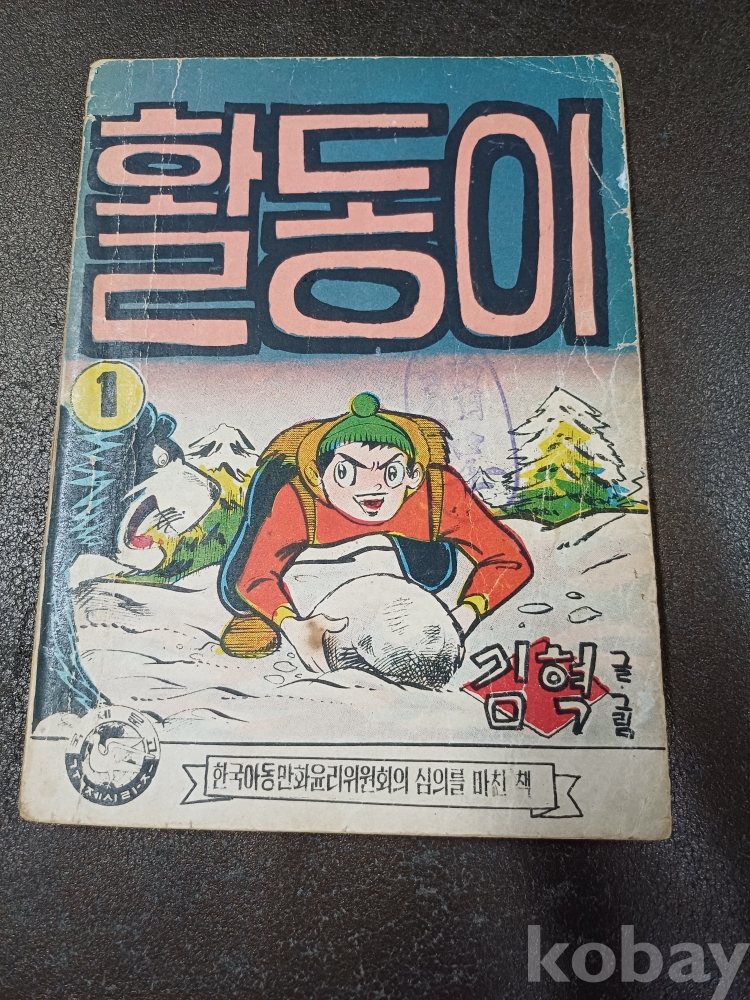 활동이
1
김혁
글·그림
한국아동만화윤리위원회의 심의를 마친 책
kobay